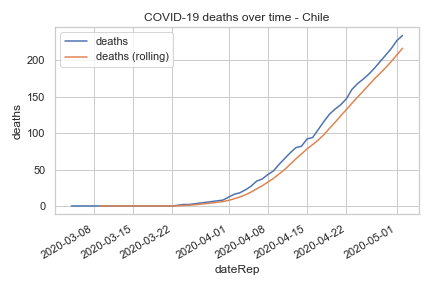 COVID-19 deaths over time - Chile
deaths
deaths (rolling)
deaths
200
150
100
50
0
2020-03-08
2020-03-15
2020-03-22
2020-04-01
2020-04-08
2020-04-15
2020-04-22
2020-05-01
dateRep